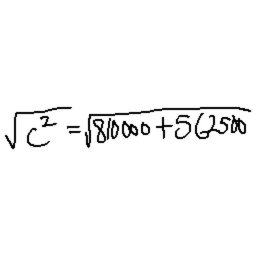 √c² = √810000 + 562500